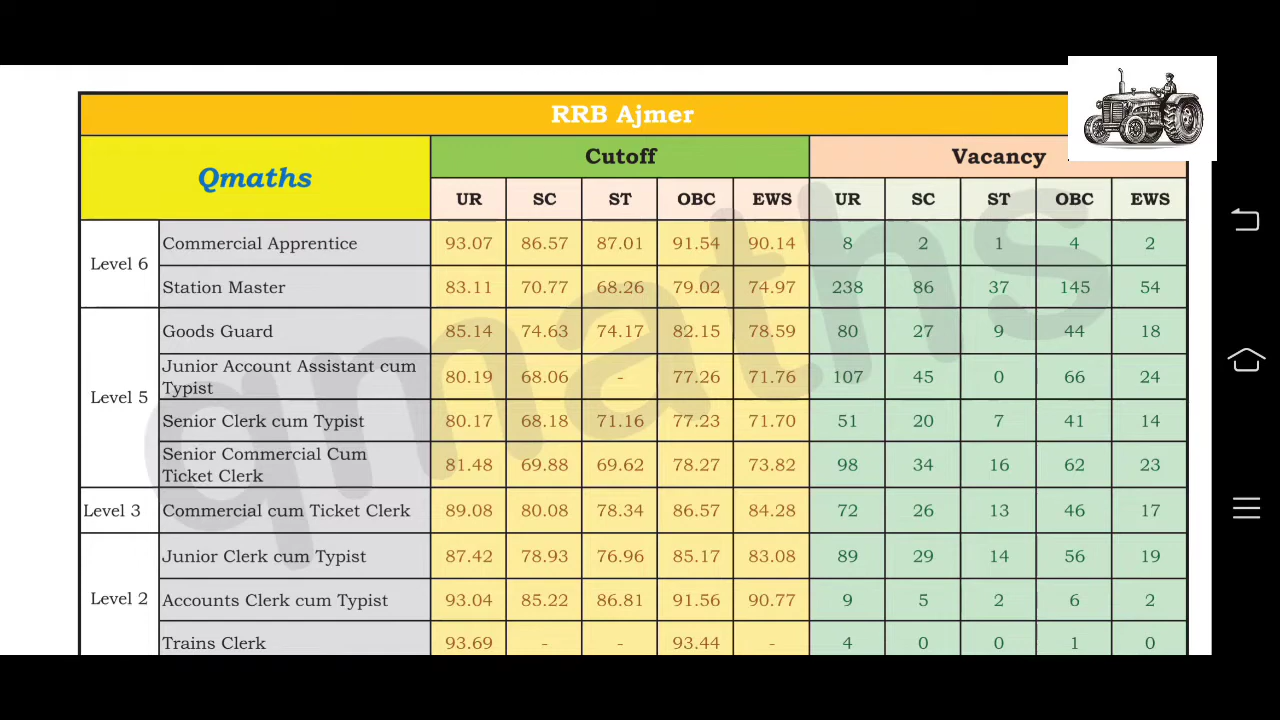 RRB Ajmer
Qmaths
Cutoff
Vacancy
UR SC ST OBC EWS UR SC ST OBC EWS
Level 6
Commercial Apprentice 93.07 86.57 87.01 91.54 90.14 8 2 1 4 2
Station Master 83.11 70.77 68.26 79.02 74.97 238 86 37 145 54
Level 5
Goods Guard 85.14 74.63 74.17 82.15 78.59 80 27 9 44 18
Junior Account Assistant cum
Typist 80.19 68.06 - 77.26 71.76 107 45 0 66 24
Senior Clerk cum Typist 80.17 68.18 71.16 77.23 71.70 51 20 7 41 14
Senior Commercial Cum
Ticket Clerk 81.48 69.88 69.62 78.27 73.82 98 34 16 62 23
Level 3
Commercial cum Ticket Clerk 89.08 80.08 78.34 86.57 84.28 72 26 13 46 17
Level 2
Junior Clerk cum Typist 87.42 78.93 76.96 85.17 83.08 89 29 14 56 19
Accounts Clerk cum Typist 93.04 85.22 86.81 91.56 90.77 9 5 2 6 2
Trains Clerk 93.69 - - 93.44 - 4 0 0 1 0
qmaths